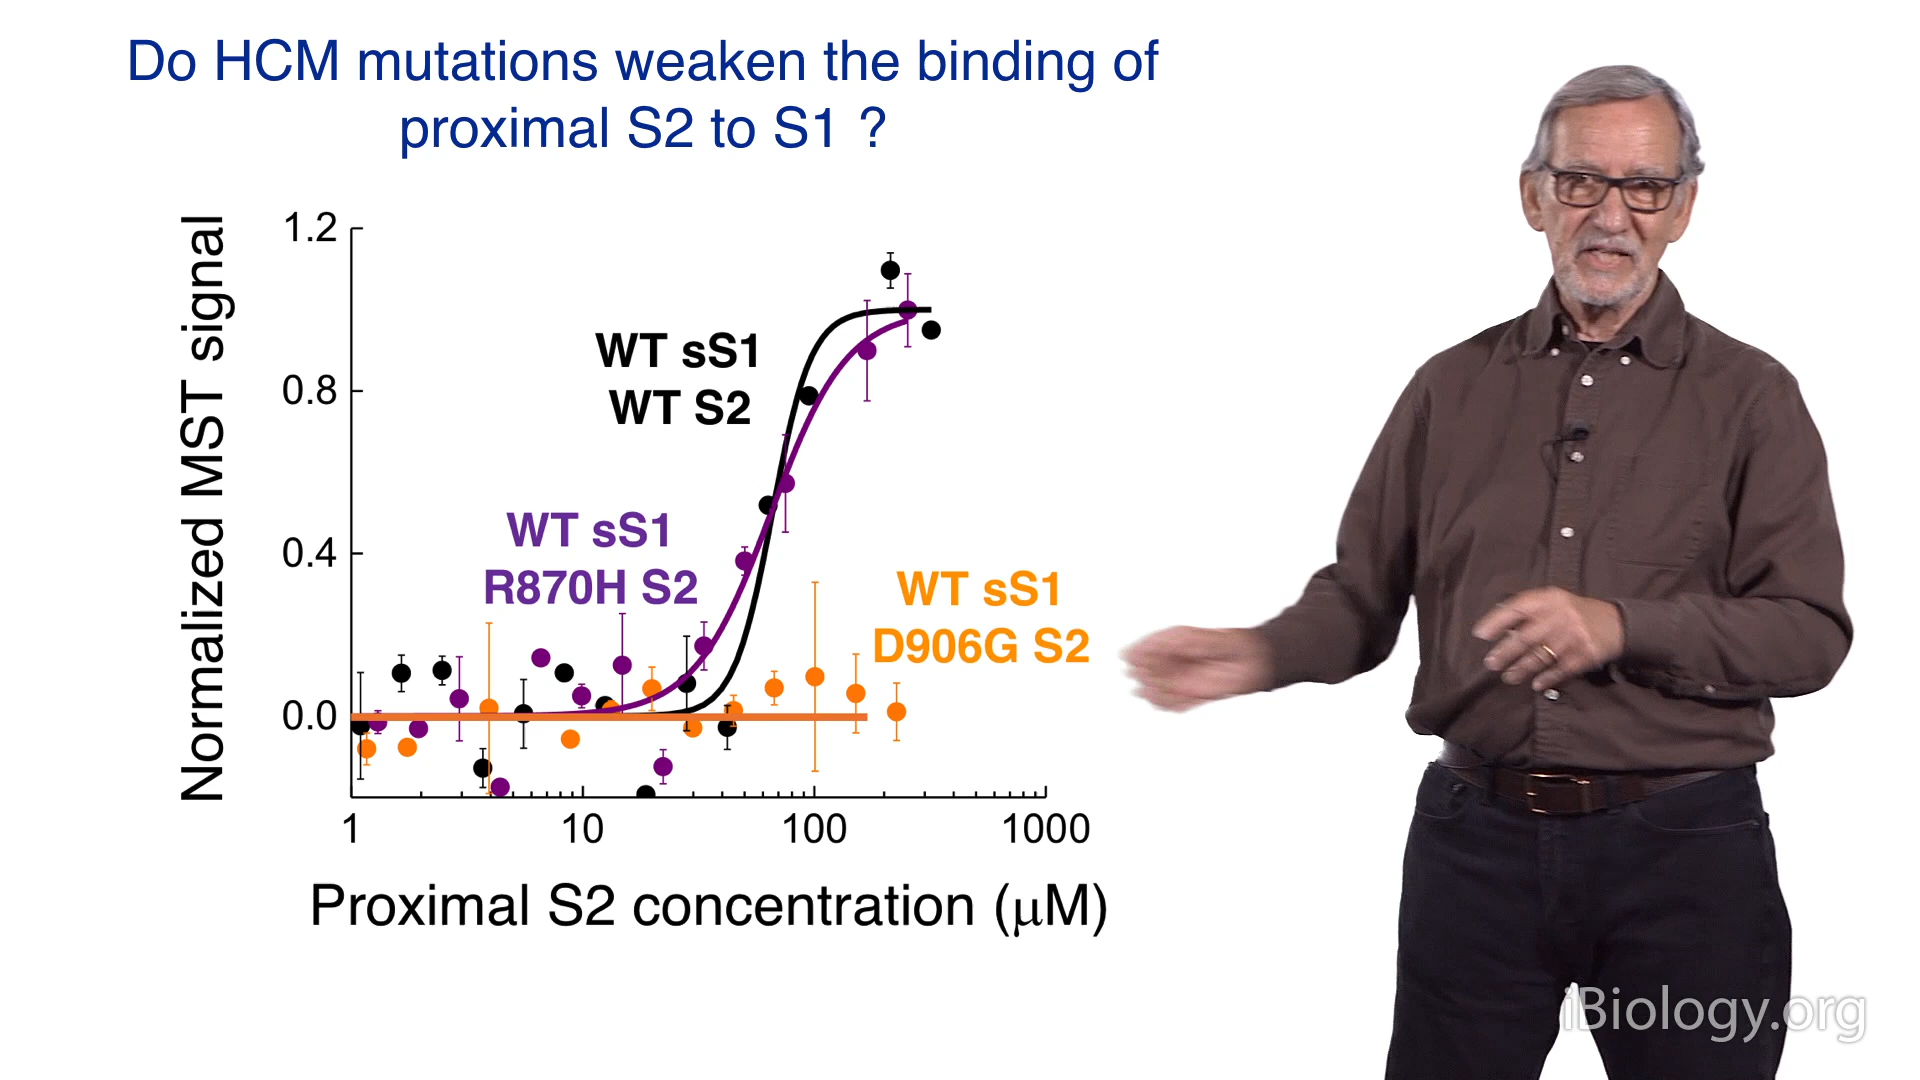 Do HCM mutations weaken the binding of
proximal S2 to S1 ?
Normalized MST signal
1.2
0.8
0.4
0.0
WT sS1
WT S2
WT sS1
R870H S2
WT sS1
D906G S2
1 10 100 1000
Proximal S2 concentration (μM)
iBiology.org